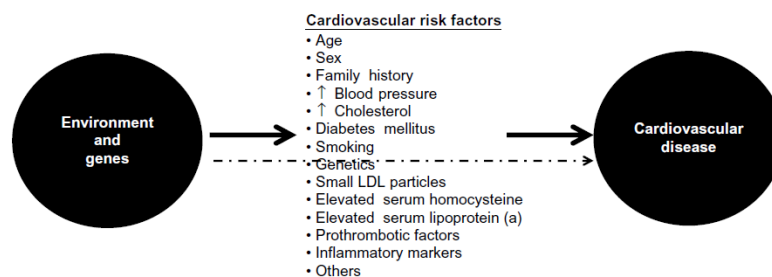 Cardiovascular risk factors
• Age
• Sex
• Family history
• ↑ Blood pressure
• ↑ Cholesterol
• Diabetes mellitus
• Smoking
• Genetics
• Small LDL particles
• Elevated serum homocysteine
• Elevated serum lipoprotein (a)
• Prothrombotic factors
• Inflammatory markers
• Others
Environment
and
genes
Cardiovascular
disease